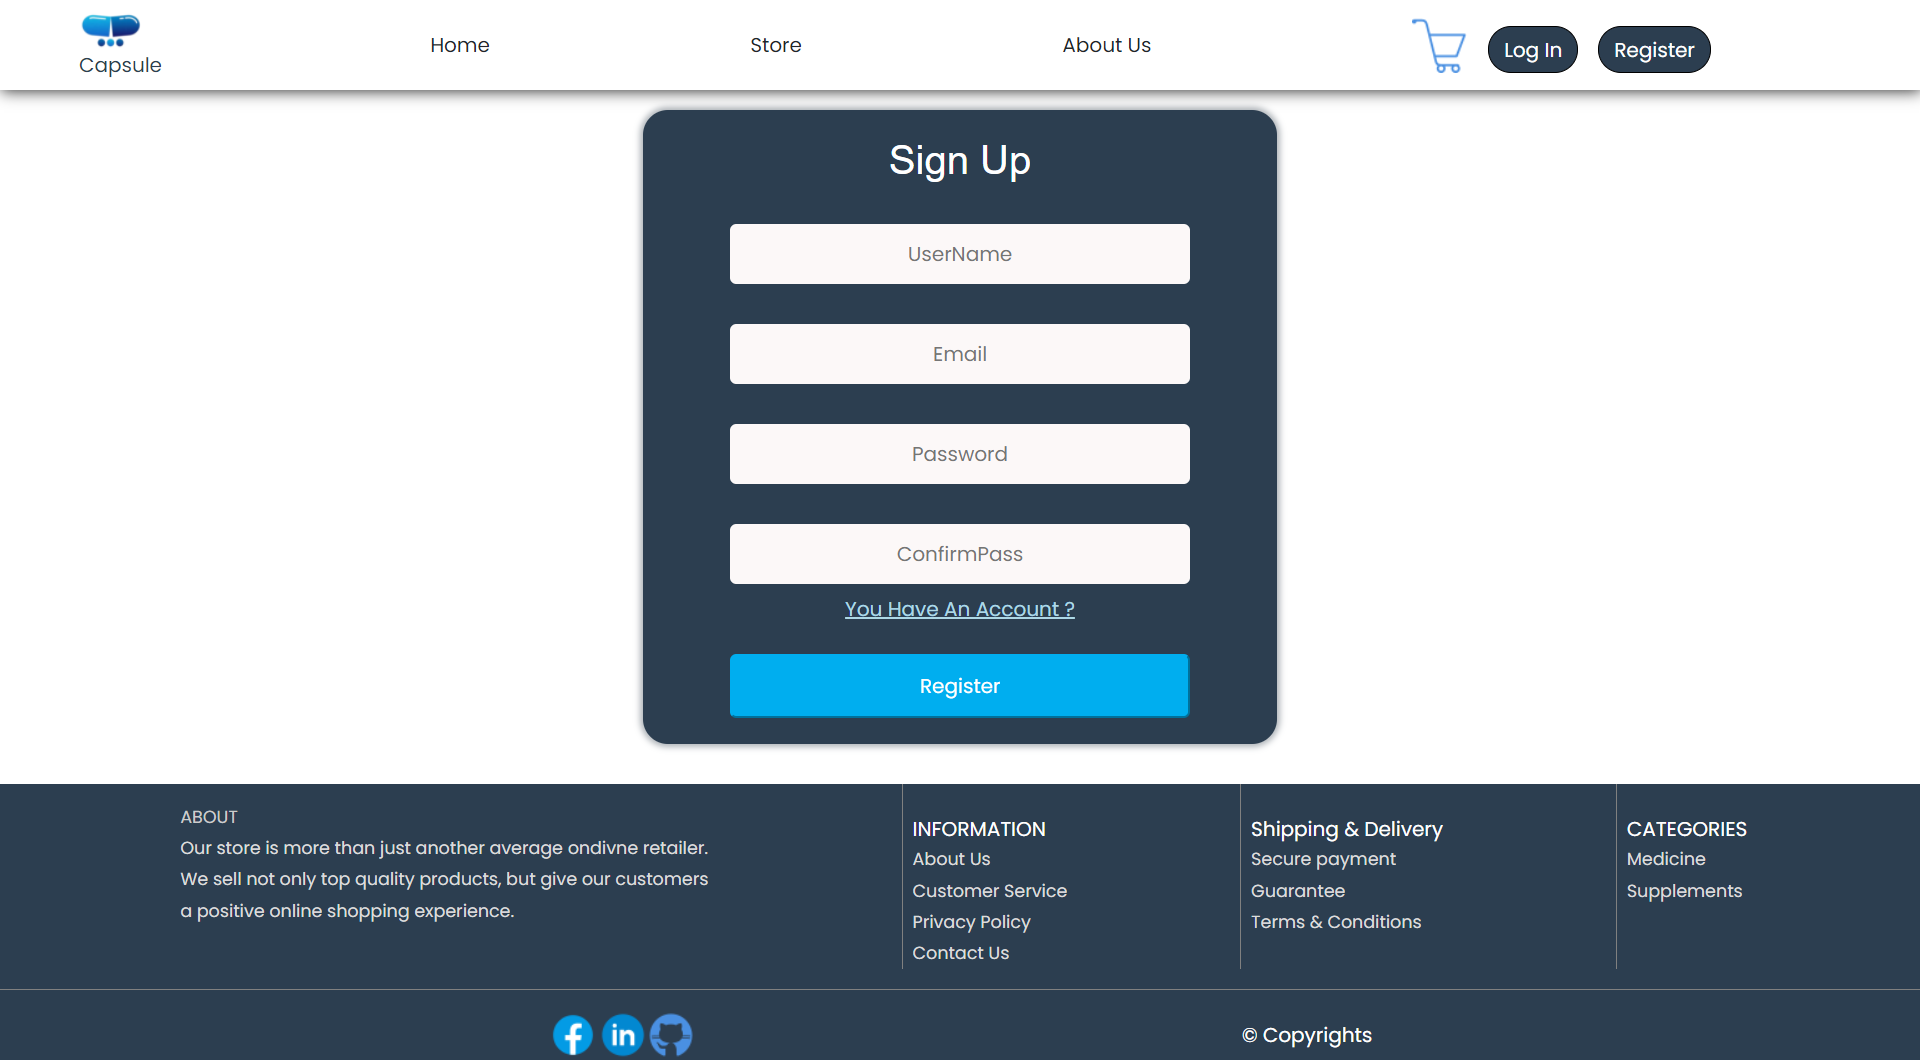 Capsule
Home
Store
About Us
Log In
Register
Sign Up
UserName
Email
Password
ConfirmPass
You Have An Account ?
Register
ABOUT
Our store is more than just another average ondivne retailer.
We sell not only top quality products, but give our customers
a positive online shopping experience.
INFORMATION
About Us
Customer Service
Privacy Policy
Contact Us
Shipping & Delivery
Secure payment
Guarantee
Terms & Conditions
CATEGORIES
Medicine
Supplements
f
in
© Copyrights